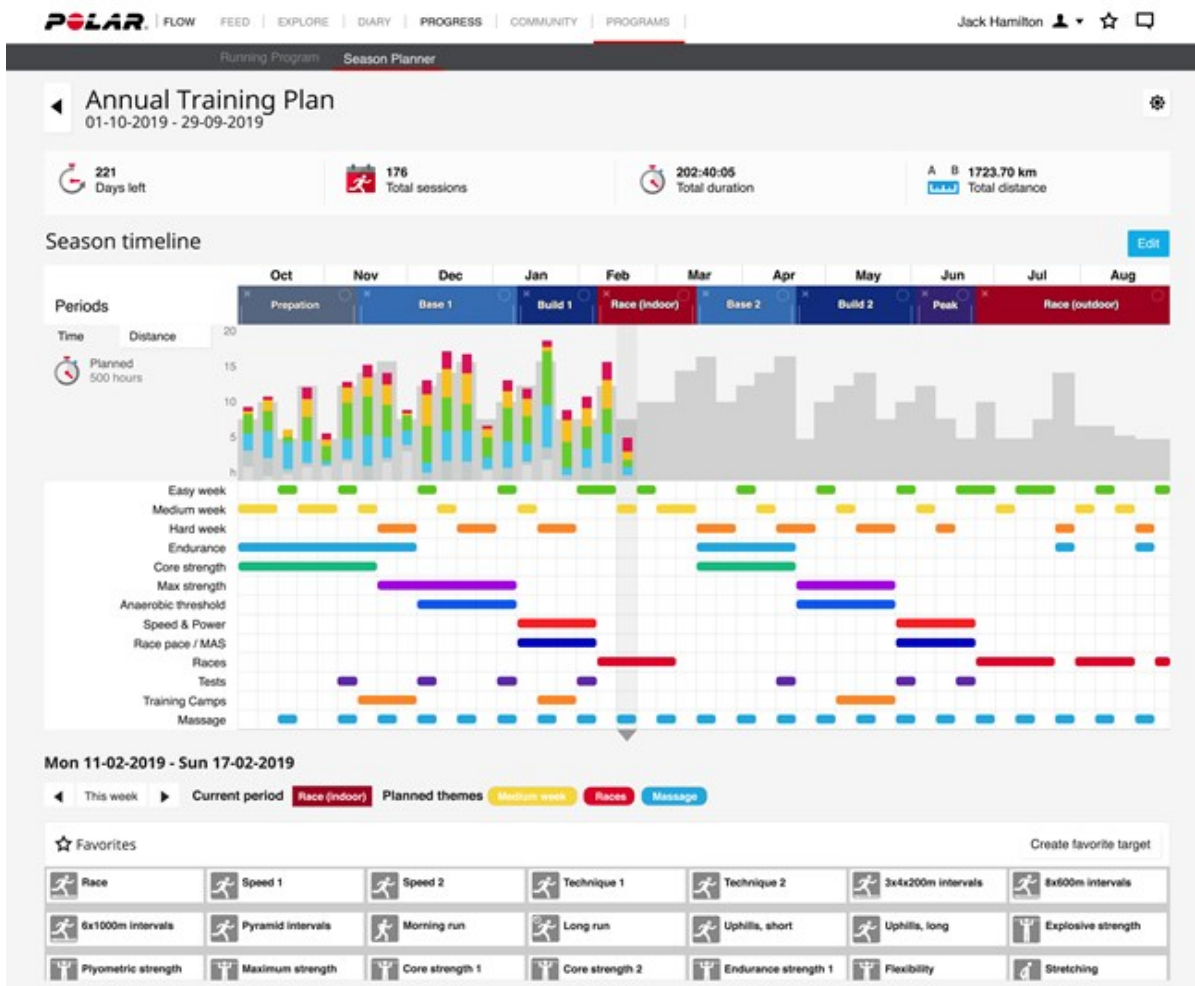 POLAR. FLOW FEED EXPLORE DIARY PROGRESS COMMUNITY PROGRAMS Jack Hamilton
Running Program Season Planner
Annual Training Plan
01-10-2019 - 29-09-2019
221 Days left
176 Total sessions
202:40:05 Total duration
A B 1723.70 km Total distance
Season timeline Edit
Oct Nov Dec Jan Feb Mar Apr May Jun Jul Aug
Periods Prepation Base 1 Build 1 Race (indoor) Base 2 Build 2 Peak Race (outdoor)
Time Distance
Planned
500 hours
20
15
10
5
h
Easy week
Medium week
Hard week
Endurance
Core strength
Max strength
Anaerobic threshold
Speed & Power
Race pace / MAS
Races
Tests
Training Camps
Massage
Mon 11-02-2019 - Sun 17-02-2019
This week Current period Race (indoor) Planned themes Medium week Races Massage
Favorites Create favorite target
Race Speed 1 Speed 2 Technique 1 Technique 2 3x4x200m intervals 8x600m intervals
6x1000m intervals Pyramid intervals Morning run Long run Uphills, short Uphills, long Explosive strength
Plyometric strength Maximum strength Core strength 1 Core strength 2 Endurance strength 1 Flexibility Stretching